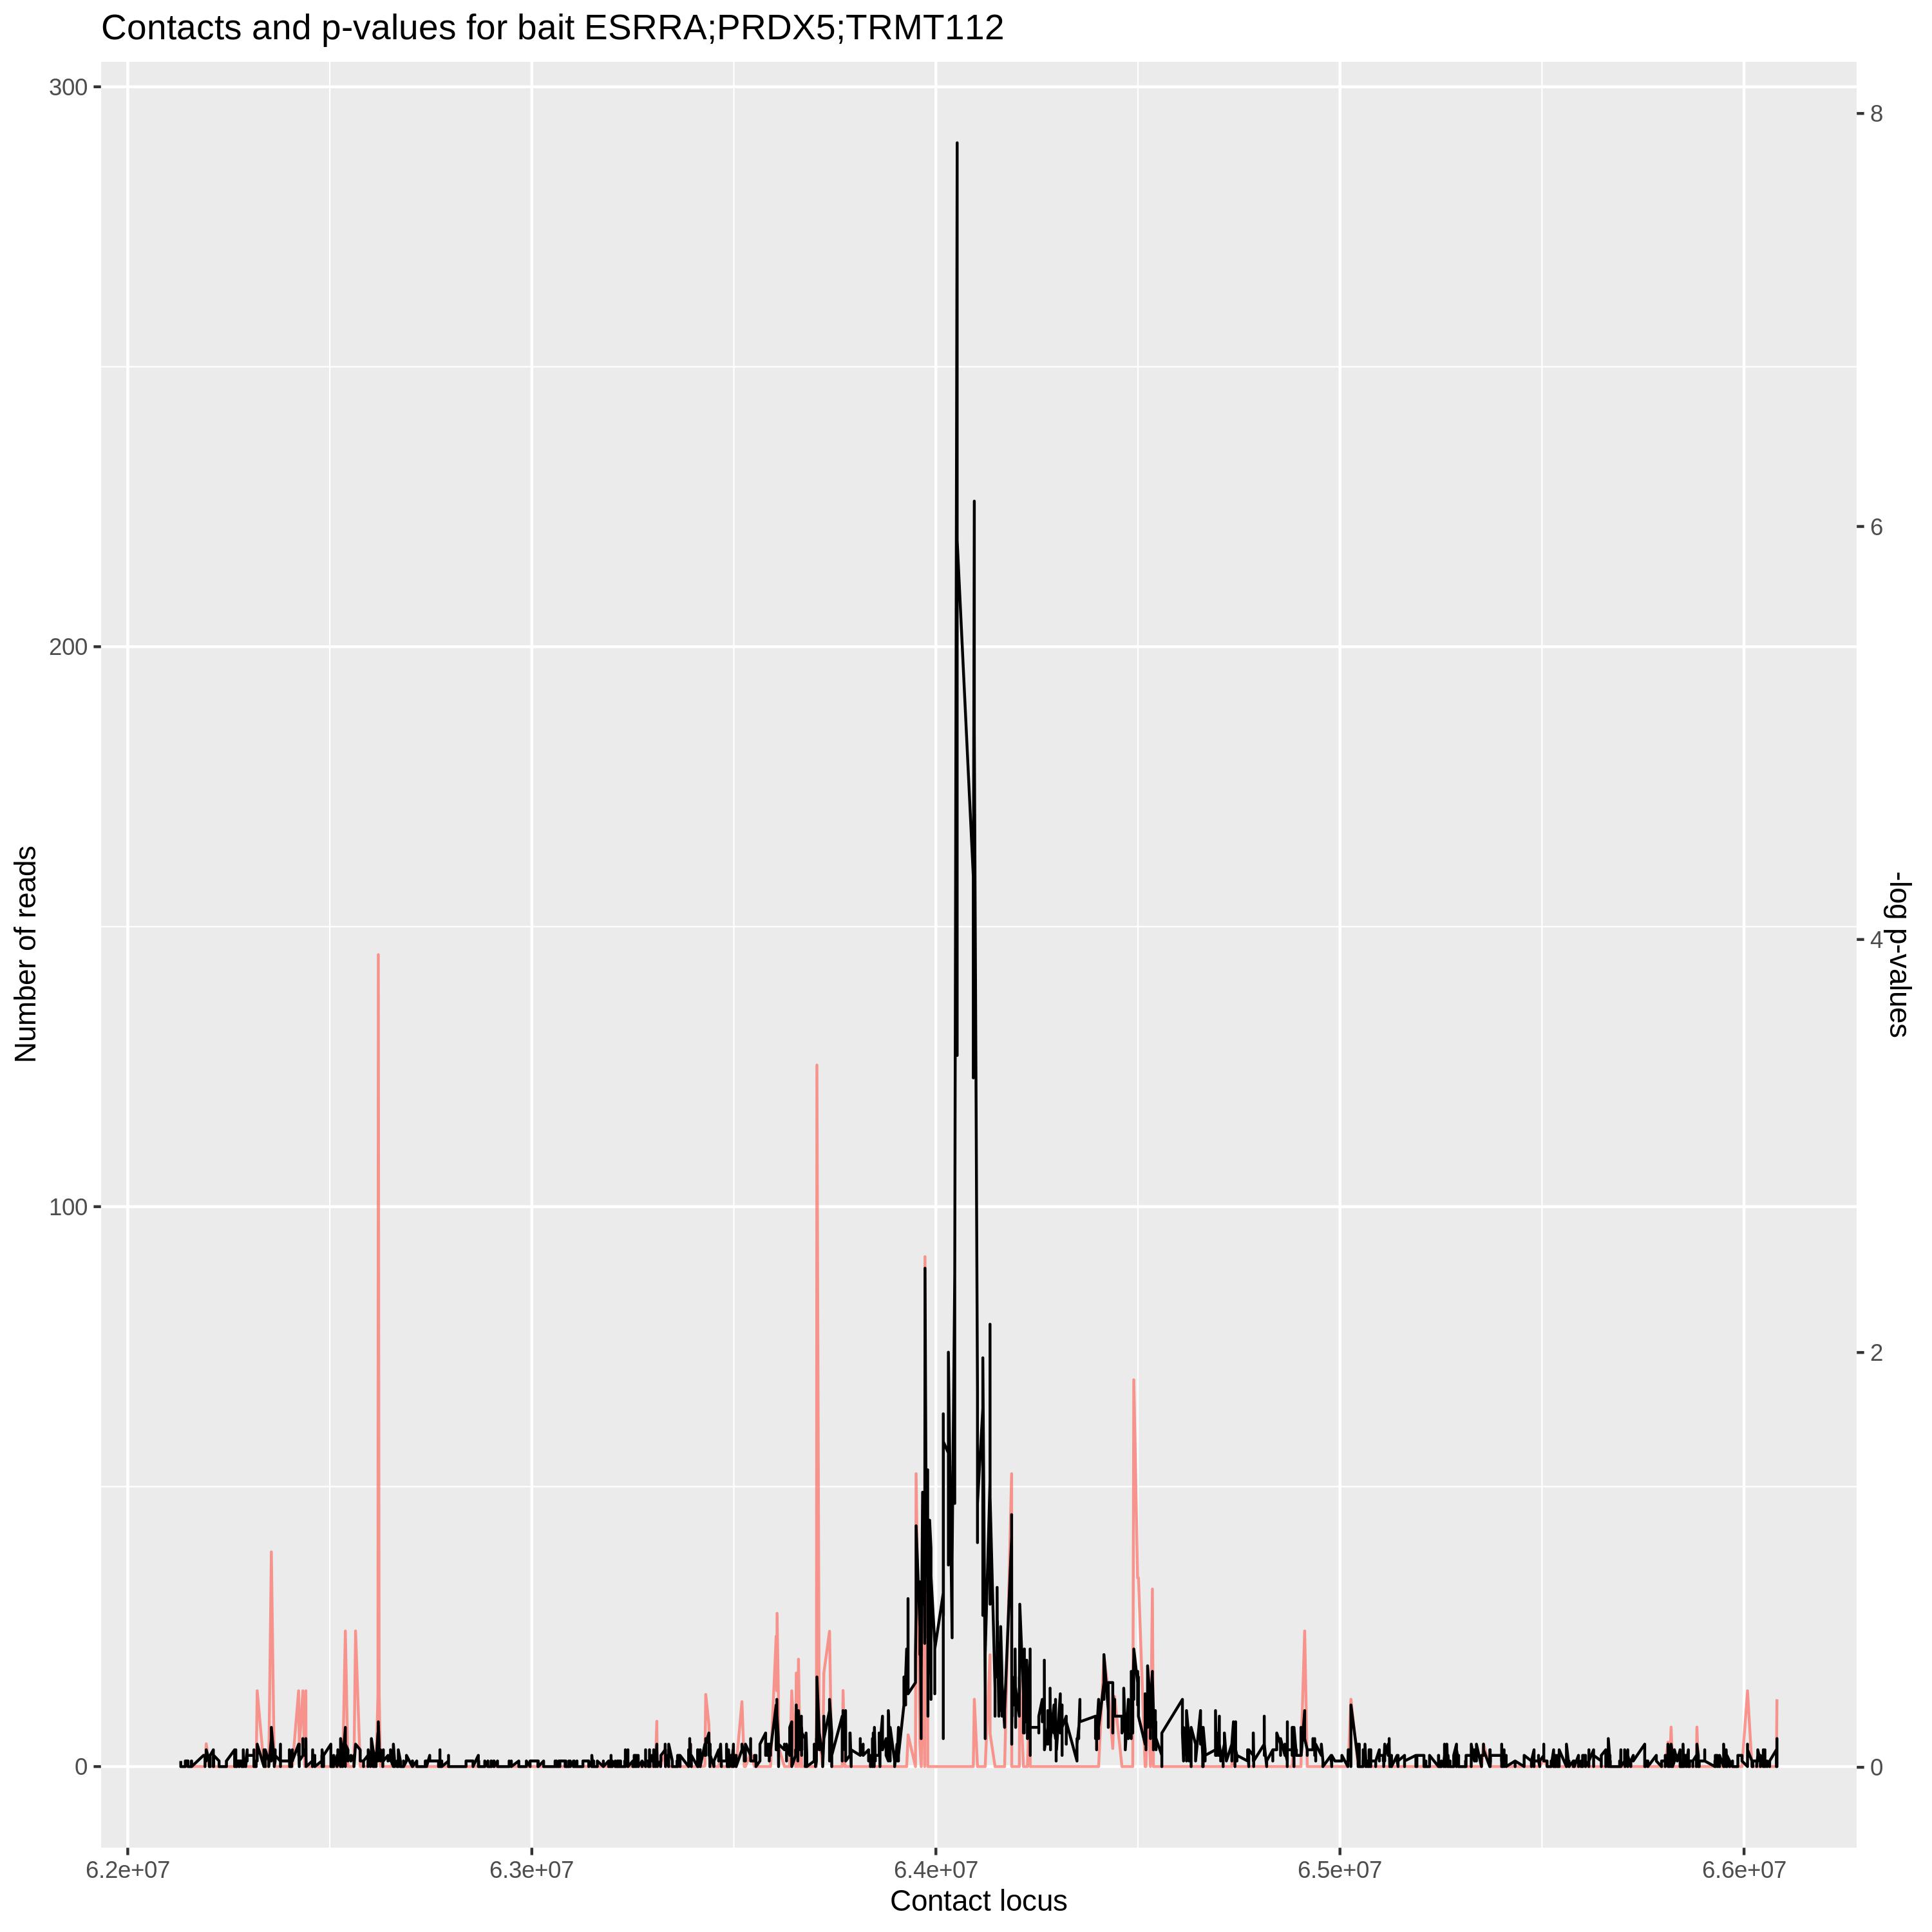 Contacts and p-values for bait ESRRA;PRDX5;TRMT112
300
200
100
0
Number of reads
8
6
4
2
0
-log p-values
6.2e+07 6.3e+07 6.4e+07 6.5e+07 6.6e+07
Contact locus